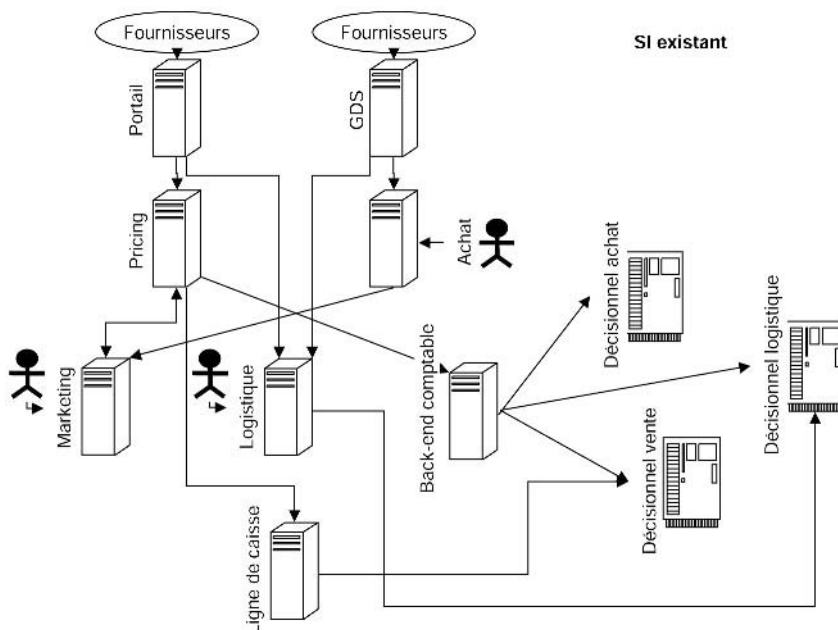 Fournisseurs
Fournisseurs
SI existant
Portail
GDS
Pricing
Achat
Décisionnel achat
Décisionnel logistique
Marketing
Logistique
Back-end comptable
Décisionnel vente
Ligne de caisse